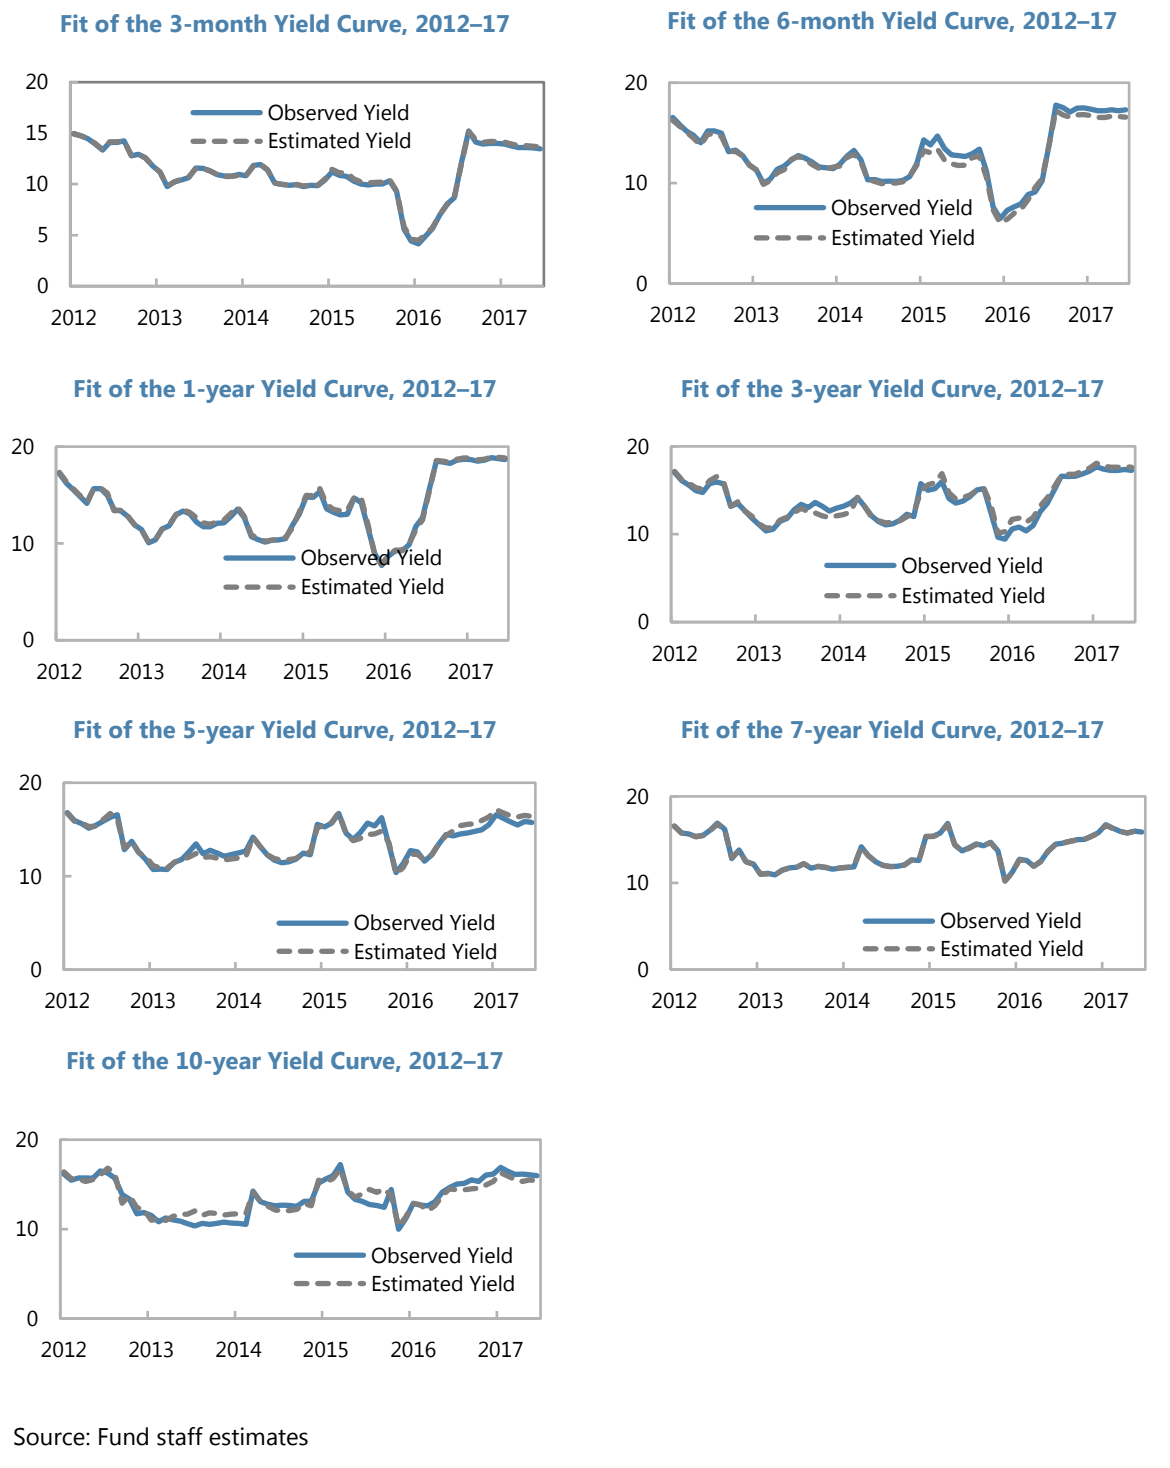 Fit of the 3-month Yield Curve, 2012–17
20
15
10
5
0
Observed Yield
Estimated Yield
2012 2013 2014 2015 2016 2017
Fit of the 6-month Yield Curve, 2012–17
20
10
0
Observed Yield
Estimated Yield
2012 2013 2014 2015 2016 2017
Fit of the 1-year Yield Curve, 2012–17
20
10
0
Observed Yield
Estimated Yield
2012 2013 2014 2015 2016 2017
Fit of the 3-year Yield Curve, 2012–17
20
10
0
Observed Yield
Estimated Yield
2012 2013 2014 2015 2016 2017
Fit of the 5-year Yield Curve, 2012–17
20
10
0
Observed Yield
Estimated Yield
2012 2013 2014 2015 2016 2017
Fit of the 7-year Yield Curve, 2012–17
20
10
0
Observed Yield
Estimated Yield
2012 2013 2014 2015 2016 2017
Fit of the 10-year Yield Curve, 2012–17
20
10
0
Observed Yield
Estimated Yield
2012 2013 2014 2015 2016 2017
Source: Fund staff estimates